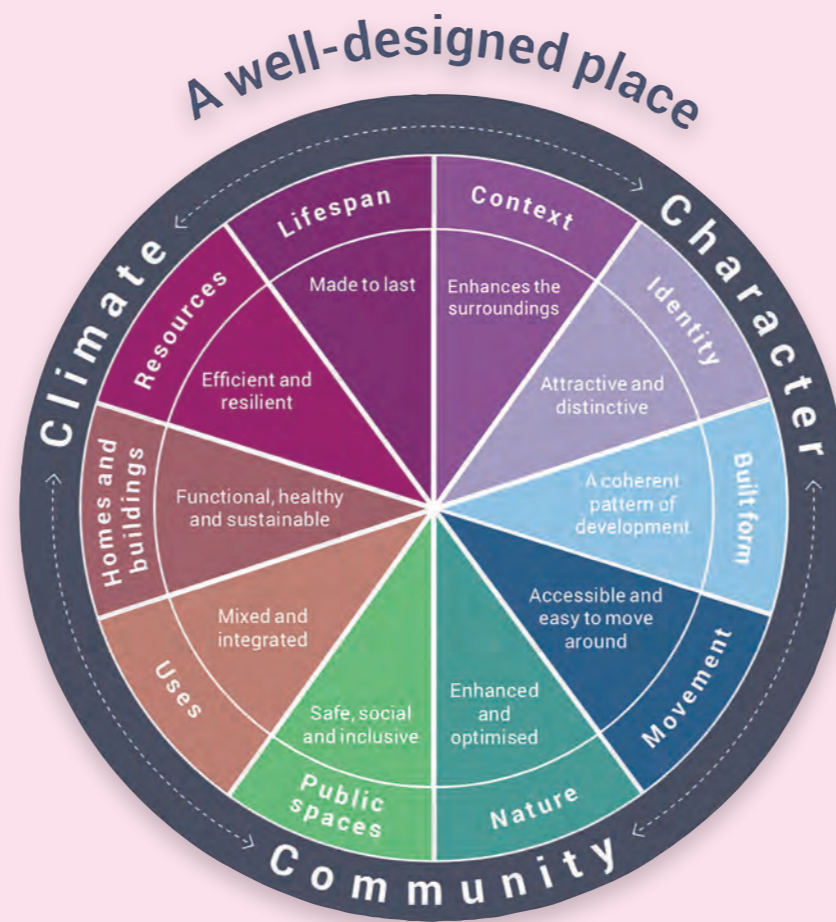 A well-designed place
Climate
Character
Community
Context
Enhances the
surroundings
Identity
Attractive and
distinctive
Built form
A coherent
pattern of
development
Movement
Accessible and
easy to move
around
Nature
Enhanced
and
optimised
Public
spaces
Safe, social
and inclusive
Uses
Mixed and
integrated
Homes and
buildings
Functional, healthy
and sustainable
Resources
Efficient and
resilient
Lifespan
Made to last